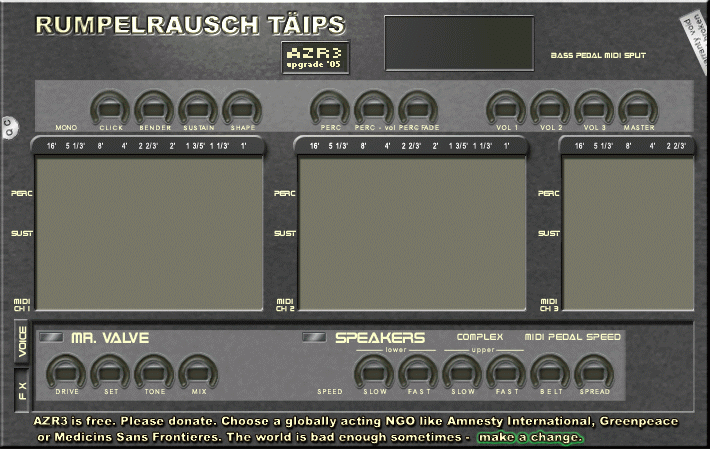 RUMPELRAUSCH TÄIPS
warranty void
broken
AZR3
upgrade '05
BASS PEDAL MIDI SPLIT
MONO CLICK BENDER SUSTAIN SHAPE PERC PERC - vol PERC FADE VOL 1 VOL 2 VOL 3 MASTER
QC
16' 5 1/3' 8' 4' 2 2/3' 2' 1 3/5' 1 1/3' 1' 16' 5 1/3' 8' 4' 2 2/3' 2' 1 3/5' 1 1/3' 1' 16' 5 1/3' 8' 4' 2 2/3'
PERC PERC PERC
SUST SUST SUST
MIDI MIDI MIDI
CH 1 CH 2 CH 3
VOICE
MR. VALVE SPEAKERS COMPLEX MIDI PEDAL SPEED
lower upper
DRIVE SET TONE MIX SPEED SLOW FAST SLOW FAST BELT SPREAD
FX
AZR3 is free. Please donate. Choose a globally acting NGO like Amnesty International, Greenpeace
or Medicins Sans Frontieres. The world is bad enough sometimes - make a change.